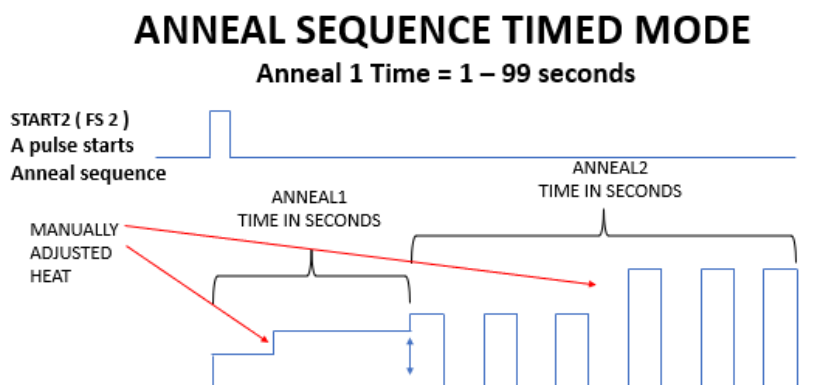 ANNEAL SEQUENCE TIMED MODE
Anneal 1 Time = 1 – 99 seconds
START2 ( FS 2 )
A pulse starts
Anneal sequence
ANNEAL2
TIME IN SECONDS
ANNEAL1
TIME IN SECONDS
MANUALLY
ADJUSTED
HEAT